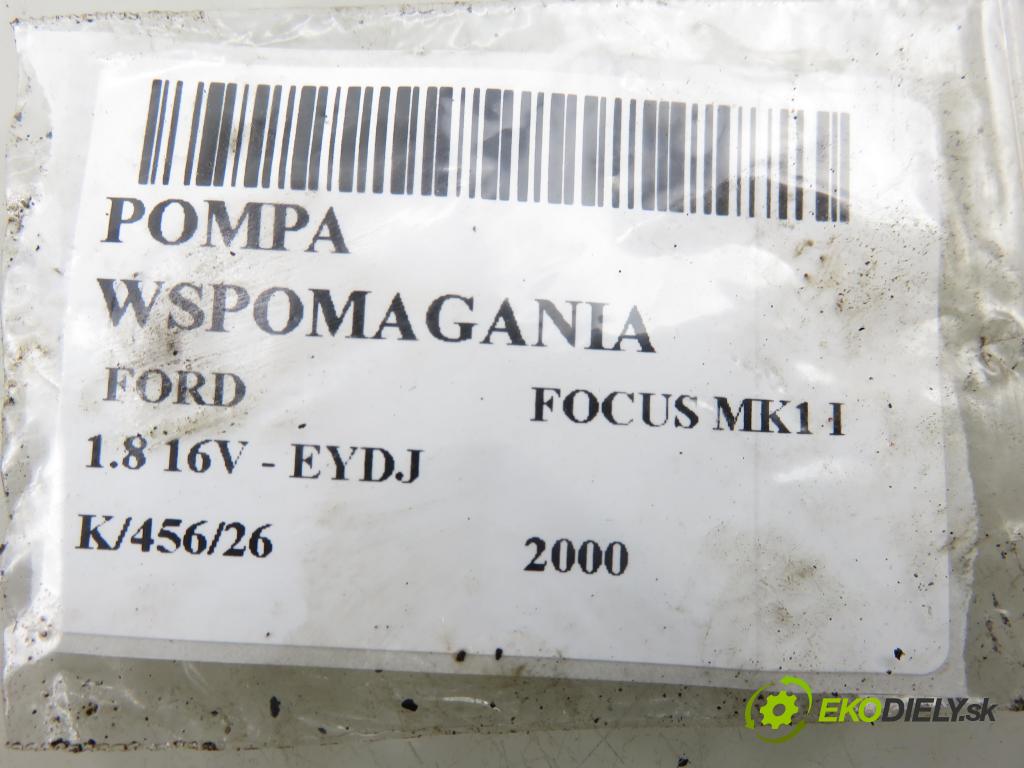 POMPA
WSPOMAGANIA
FORD FOCUS MK1 I
1.8 16V - EYDJ
K/456/26 2000
EKODIELY.sk